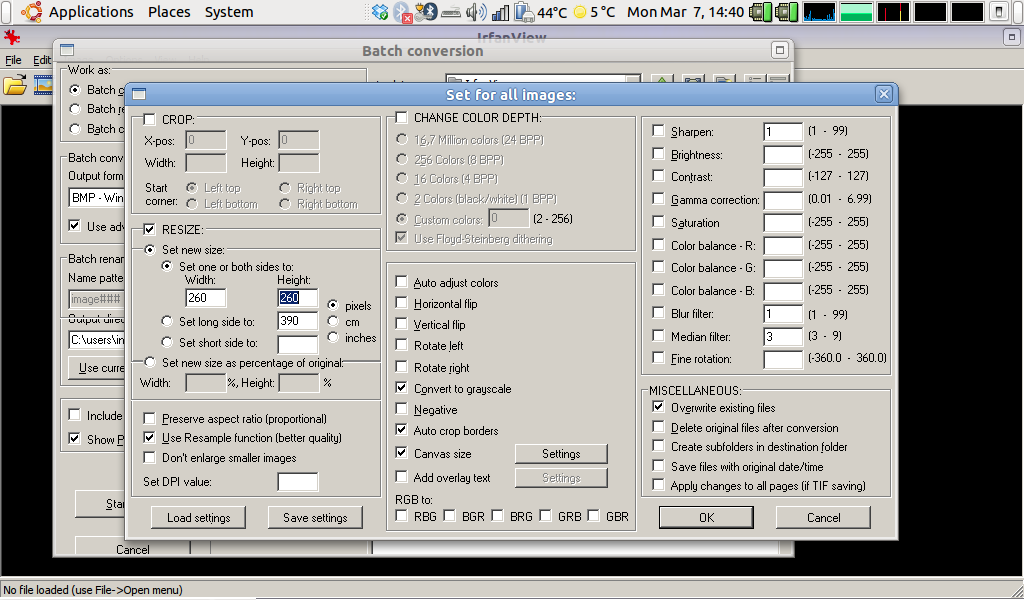 Applications Places System 44°C 5 °C Mon Mar 7, 14:40
IrfanView
File Edit
Batch conversion
Work as:
Batch c
Batch re
Batch c
Batch conv
Output form
BMP - Win
Use adv
Batch renam
Name patte
image###
Output direc
C:\users\in
Use curre
Include
Show P
Star
Cancel
Set for all images:
CROP:
X-pos: 0 Y-pos: 0
Width: Height:
Start corner: Left top Right top
Left bottom Right bottom
RESIZE:
Set new size:
Set one or both sides to:
Width: Height:
260 260
pixels
Set long side to: 390 cm
Set short side to: inches
Set new size as percentage of original:
Width: %, Height: %
Preserve aspect ratio (proportional)
Use Resample function (better quality)
Don't enlarge smaller images
Set DPI value:
Load settings Save settings
CHANGE COLOR DEPTH:
16,7 Million colors (24 BPP)
256 Colors (8 BPP)
16 Colors (4 BPP)
2 Colors (black/white) (1 BPP)
Custom colors: 0 (2 - 256)
Use Floyd-Steinberg dithering
Auto adjust colors
Horizontal flip
Vertical flip
Rotate left
Rotate right
Convert to grayscale
Negative
Auto crop borders
Canvas size Settings
Add overlay text Settings
RGB to:
RBG BGR BRG GRB GBR
Sharpen: 1 (1 - 99)
Brightness: (-255 - 255)
Contrast: (-127 - 127)
Gamma correction: (0.01 - 6.99)
Saturation (-255 - 255)
Color balance - R: (-255 - 255)
Color balance - G: (-255 - 255)
Color balance - B: (-255 - 255)
Blur filter: 1 (1 - 99)
Median filter: 3 (3 - 9)
Fine rotation: (-360.0 - 360.0)
MISCELLANEOUS:
Overwrite existing files
Delete original files after conversion
Create subfolders in destination folder
Save files with original date/time
Apply changes to all pages (if TIF saving)
OK Cancel
No file loaded (use File->Open menu)